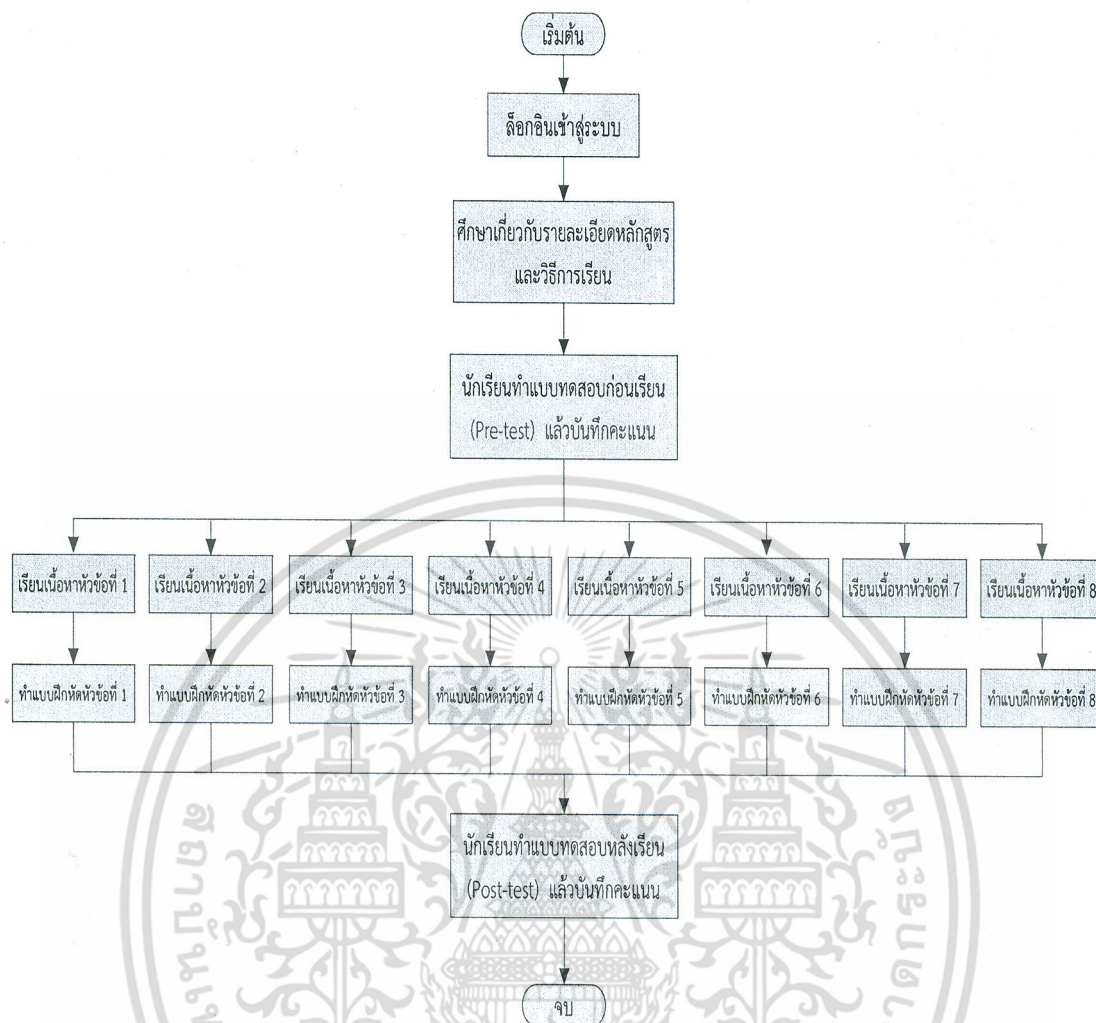 เริ่มต้น
ล็อกอินเข้าสู่ระบบ
ศึกษาเกี่ยวกับรายละเอียดหลักสูตร
และวิธีการเรียน
นักเรียนทำแบบทดสอบก่อนเรียน
(Pre-test) แล้วบันทึกคะแนน
เรียนเนื้อหาหัวข้อที่ 1
เรียนเนื้อหาหัวข้อที่ 2
เรียนเนื้อหาหัวข้อที่ 3
เรียนเนื้อหาหัวข้อที่ 4
เรียนเนื้อหาหัวข้อที่ 5
เรียนเนื้อหาหัวข้อที่ 6
เรียนเนื้อหาหัวข้อที่ 7
เรียนเนื้อหาหัวข้อที่ 8
ทำแบบฝึกหัดหัวข้อที่ 1
ทำแบบฝึกหัดหัวข้อที่ 2
ทำแบบฝึกหัดหัวข้อที่ 3
ทำแบบฝึกหัดหัวข้อที่ 4
ทำแบบฝึกหัดหัวข้อที่ 5
ทำแบบฝึกหัดหัวข้อที่ 6
ทำแบบฝึกหัดหัวข้อที่ 7
ทำแบบฝึกหัดหัวข้อที่ 8
นักเรียนทำแบบทดสอบหลังเรียน
(Post-test) แล้วบันทึกคะแนน
จบ